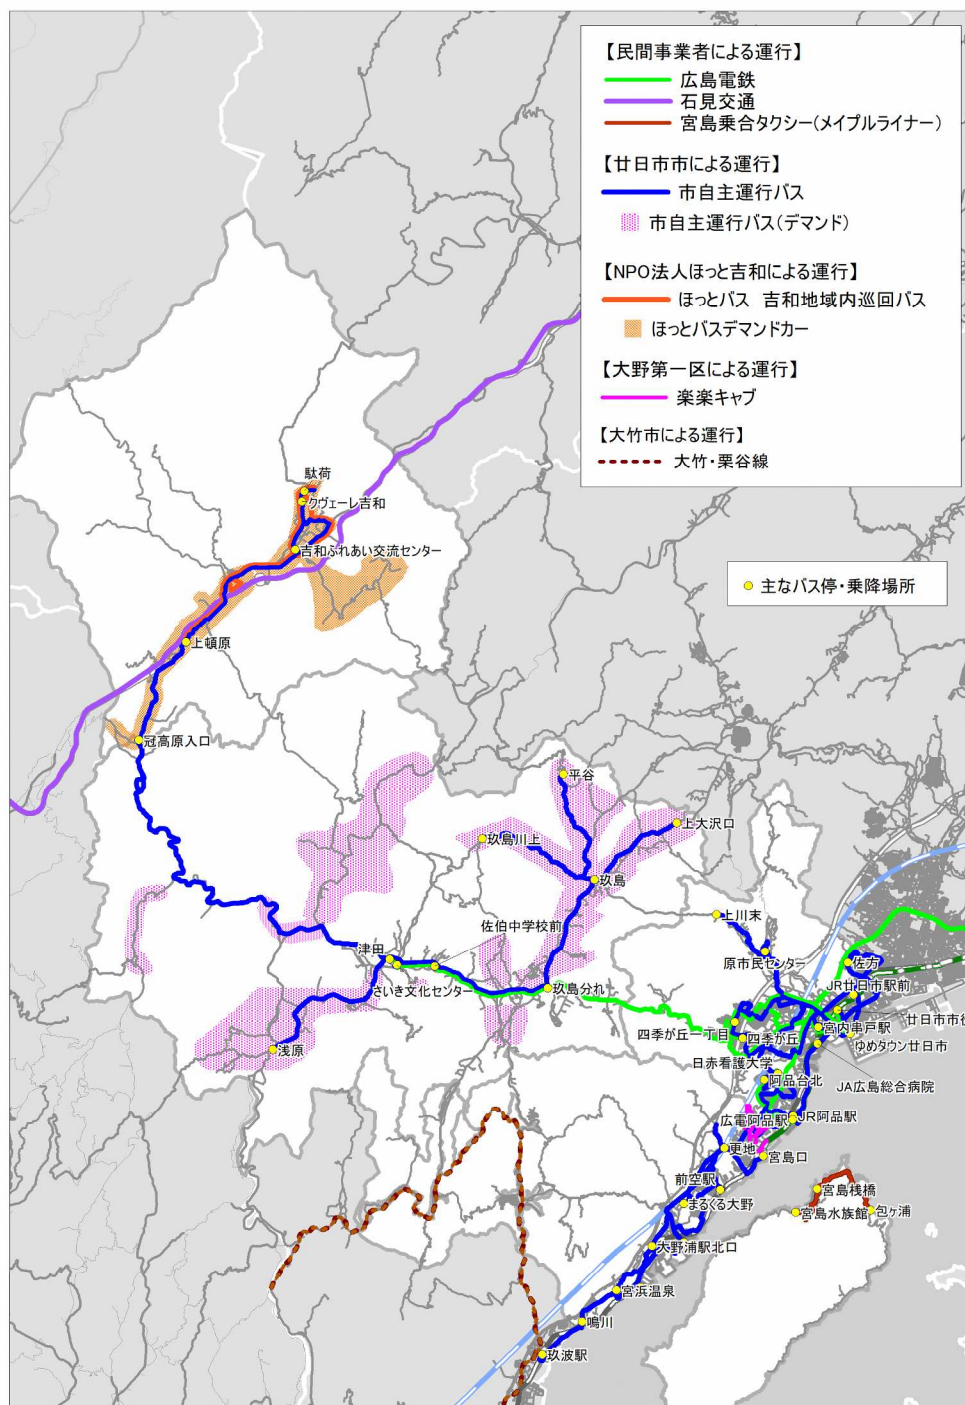 【民間事業者による運行】
広島電鉄
石見交通
宮島乗合タクシー(メイプルライナー)
【廿日市市による運行】
市自主運行バス
市自主運行バス(デマンド)
【NPO法人ほっと吉和による運行】
ほっとバス 吉和地域内巡回バス
ほっとバスデマンドカー
【大野第一区による運行】
楽楽キャブ
【大竹市による運行】
大竹・栗谷線
主なバス停・乗降場所
駄荷
クヴェーレ吉和
吉和ふれあい交流センター
上頓原
冠高原入口
平谷
上大沢口
玖島川上
玖島
佐伯中学校前
上川末
津田
原市民センター
佐方
さいき文化センター
玖島分れ
JR廿日市駅前
廿日市市役
四季が丘一丁目
四季が丘
宮内串戸駅
ゆめタウン廿日市
浅原
日赤看護大学
阿品台北
JA広島総合病院
広電阿品駅
JR阿品駅
更地
宮島口
前空駅
宮島桟橋
まるくる大野
宮島水族館
包ヶ浦
大野浦駅北口
宮浜温泉
鳴川
玖波駅